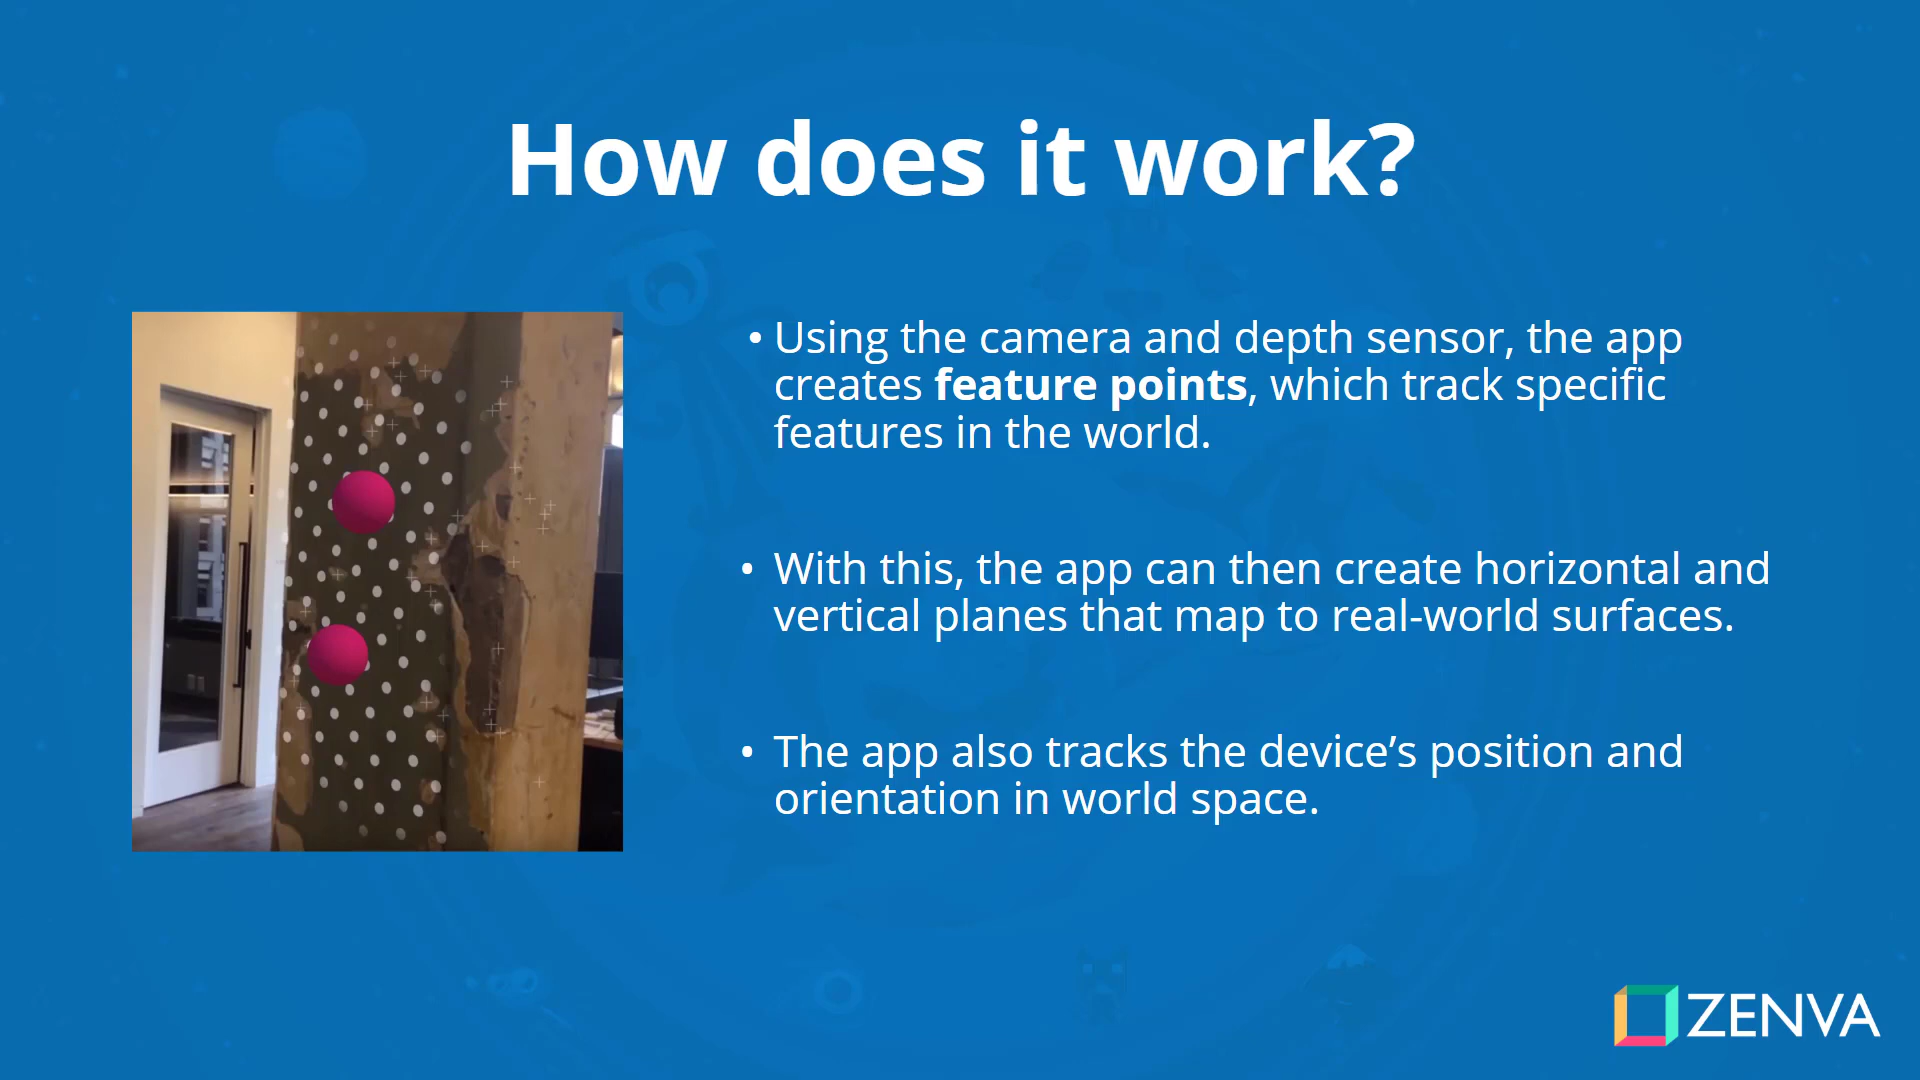 How does it work?
• Using the camera and depth sensor, the app
creates feature points, which track specific
features in the world.
• With this, the app can then create horizontal and
vertical planes that map to real-world surfaces.
• The app also tracks the device’s position and
orientation in world space.
ZENVA